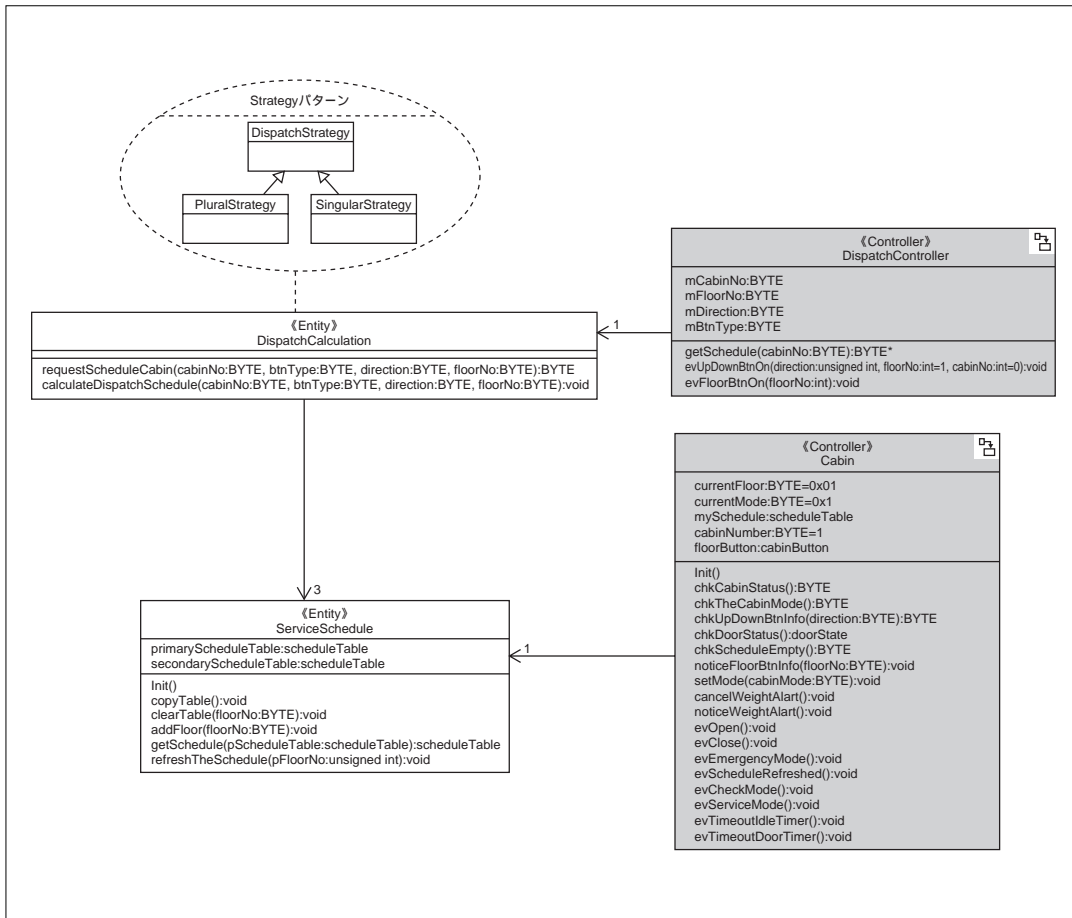 Strategyパターン
DispatchStrategy
PluralStrategy
SingularStrategy
《Entity》
DispatchCalculation
requestScheduleCabin(cabinNo:BYTE, btnType:BYTE, direction:BYTE, floorNo:BYTE):BYTE
calculateDispatchSchedule(cabinNo:BYTE, btnType:BYTE, direction:BYTE, floorNo:BYTE):void
1
《Controller》
DispatchController
mCabinNo:BYTE
mFloorNo:BYTE
mDirection:BYTE
mBtnType:BYTE
getSchedule(cabinNo:BYTE):BYTE*
evUpDownBtnOn(direction:unsigned int, floorNo:int=1, cabinNo:int=0):void
evFloorBtnOn(floorNo:int):void
3
《Entity》
ServiceSchedule
primaryScheduleTable:scheduleTable
secondaryScheduleTable:scheduleTable
Init()
copyTable():void
clearTable(floorNo:BYTE):void
addFloor(floorNo:BYTE):void
getSchedule(pScheduleTable:scheduleTable):scheduleTable
refreshTheSchedule(pFloorNo:unsigned int):void
1
《Controller》
Cabin
currentFloor:BYTE=0x01
currentMode:BYTE=0x1
mySchedule:scheduleTable
cabinNumber:BYTE=1
floorButton:cabinButton
Init()
chkCabinStatus():BYTE
chkTheCabinMode():BYTE
chkUpDownBtnInfo(direction:BYTE):BYTE
chkDoorStatus():doorState
chkScheduleEmpty():BYTE
noticeFloorBtnInfo(floorNo:BYTE):void
setMode(cabinMode:BYTE):void
cancelWeightAlart():void
noticeWeightAlart():void
evOpen():void
evClose():void
evEmergencyMode():void
evScheduleRefreshed():void
evCheckMode():void
evServiceMode():void
evTimeoutIdleTimer():void
evTimeoutDoorTimer():void